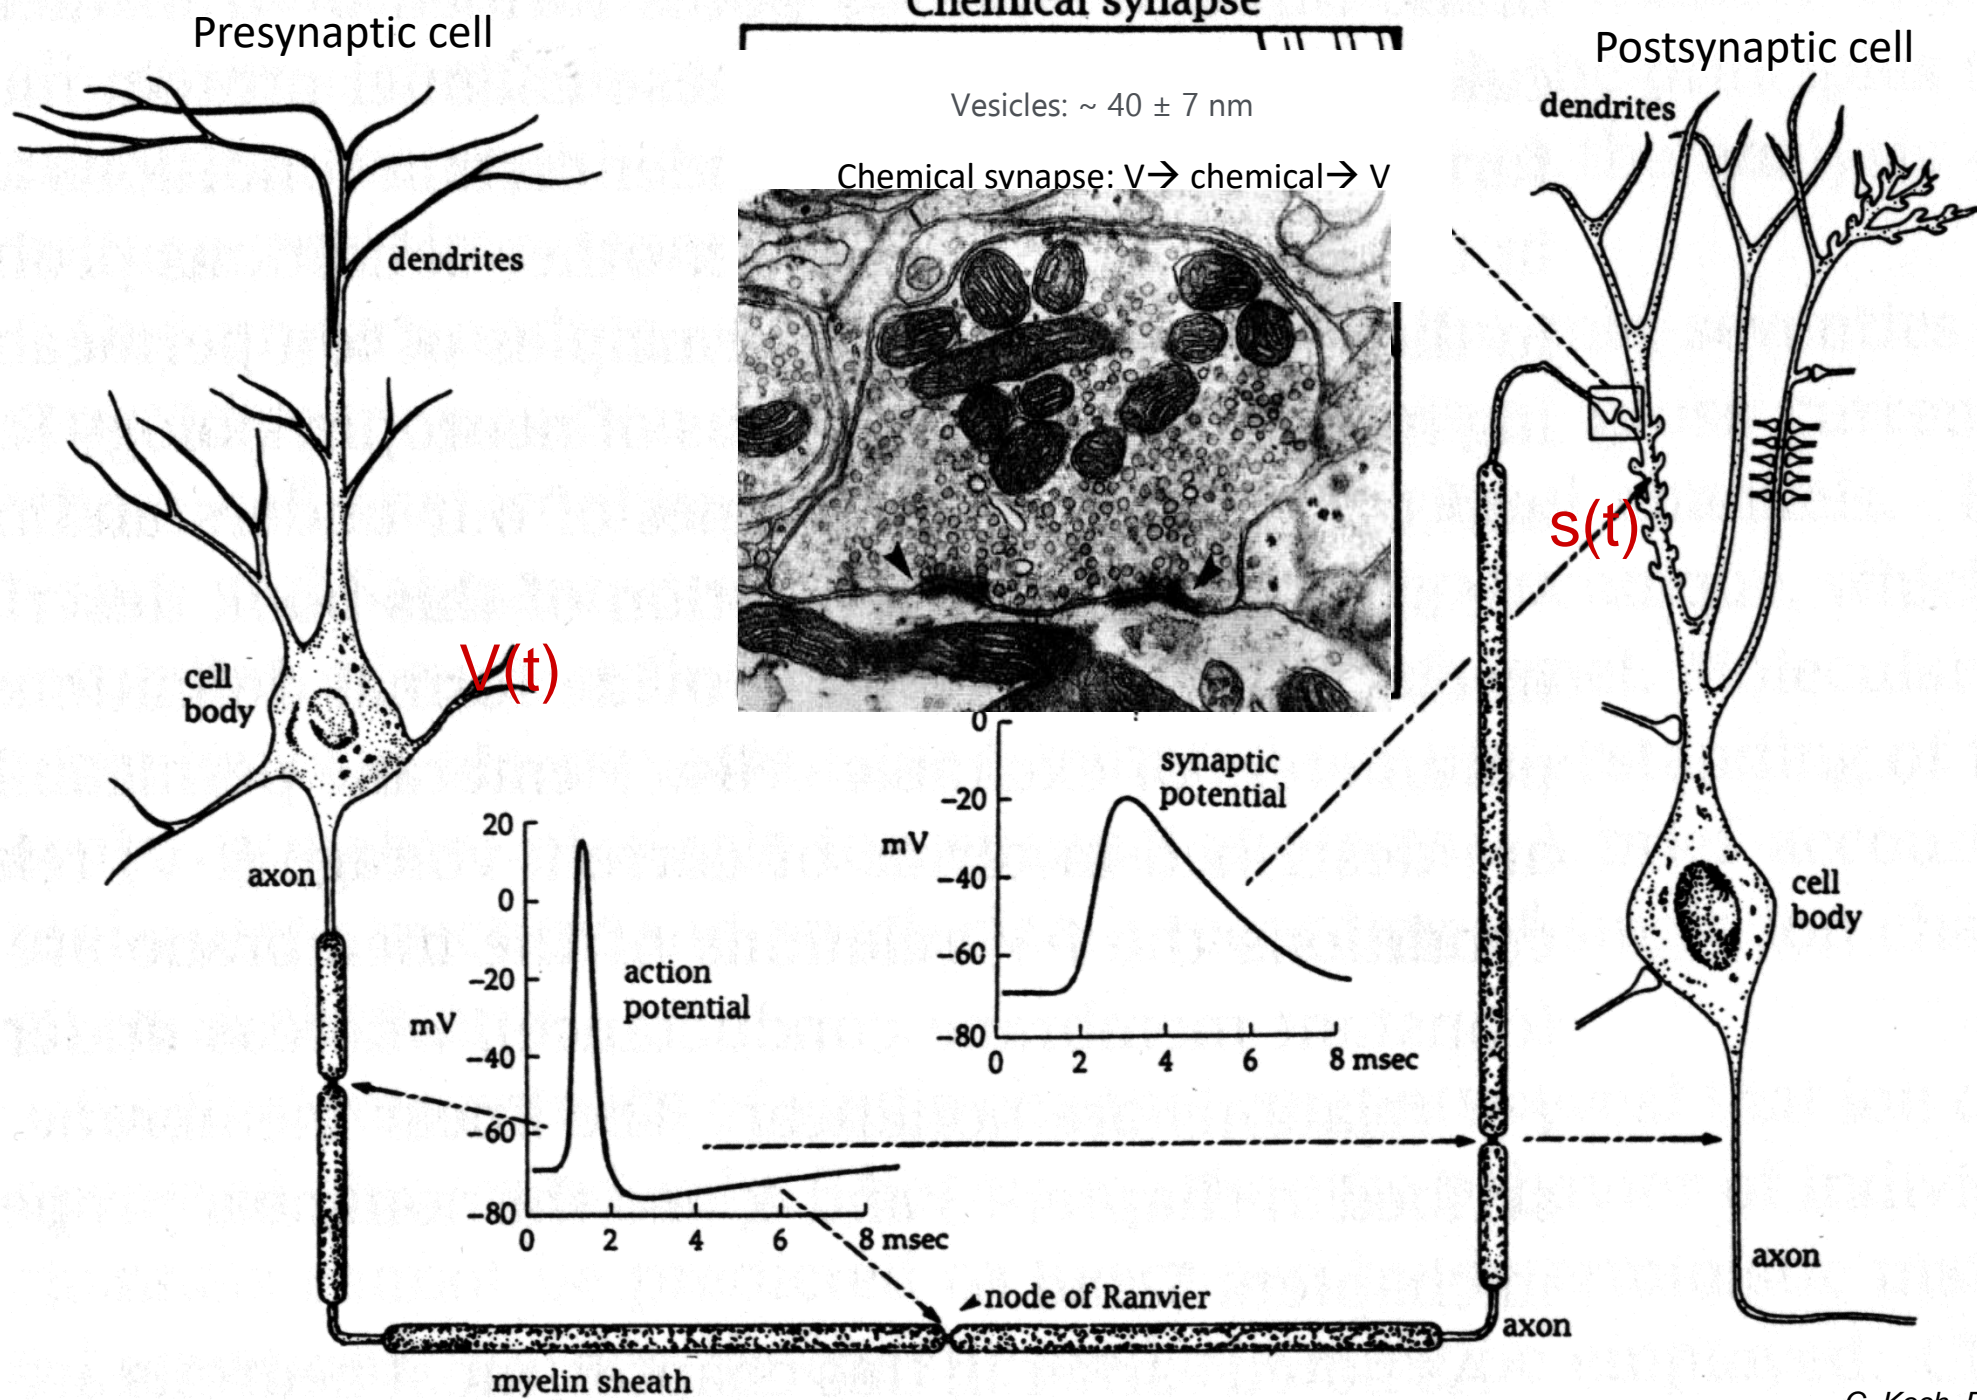 Presynaptic cell
Chemical synapse
Postsynaptic cell
Vesicles: ~ 40 ± 7 nm
Chemical synapse: V→ chemical→ V
dendrites
dendrites
s(t)
V(t)
cell
body
axon
20
0
−20
−40
−60
−80
mV
action
potential
0
2
4
6
8 msec
0
−20
−40
−60
−80
mV
synaptic
potential
0
2
4
6
8 msec
cell
body
axon
node of Ranvier
axon
myelin sheath
C. Koch